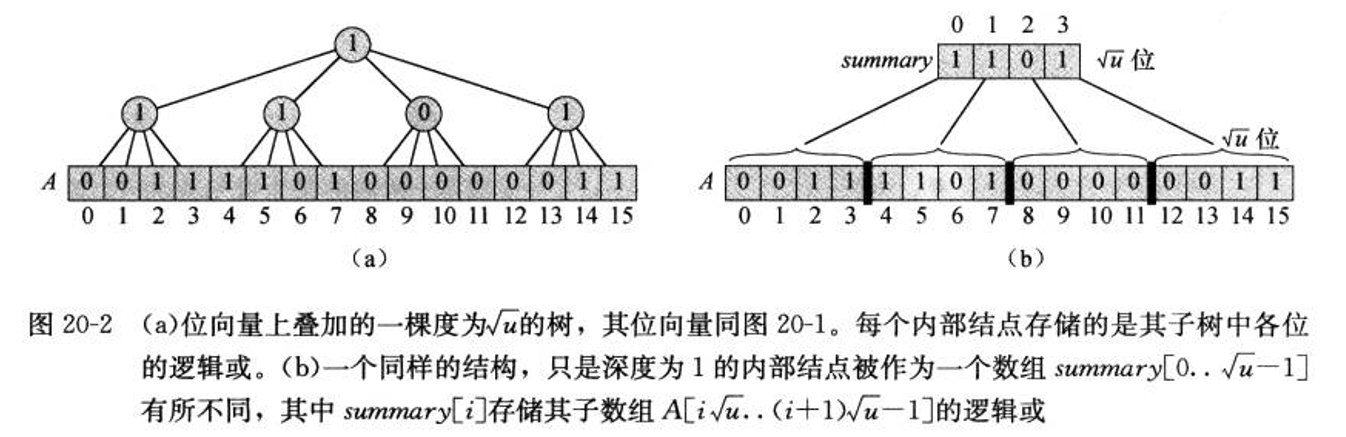 1
1 1 0 1
A 0 0 1 1 1 1 0 1 0 0 0 0 0 0 1 1
0 1 2 3 4 5 6 7 8 9 10 11 12 13 14 15
(a)
0 1 2 3
summary 1 1 0 1 √u 位
√u 位
A 0 0 1 1 1 1 0 1 0 0 0 0 0 0 1 1
0 1 2 3 4 5 6 7 8 9 10 11 12 13 14 15
(b)
图 20-2 (a)位向量上叠加的一棵度为√u的树，其位向量同图 20-1。每个内部结点存储的是其子树中各位
的逻辑或。(b)一个同样的结构，只是深度为 1 的内部结点被作为一个数组 summary[0..√u-1]
有所不同，其中 summary[i]存储其子数组 A[i√u..(i+1)√u-1]的逻辑或